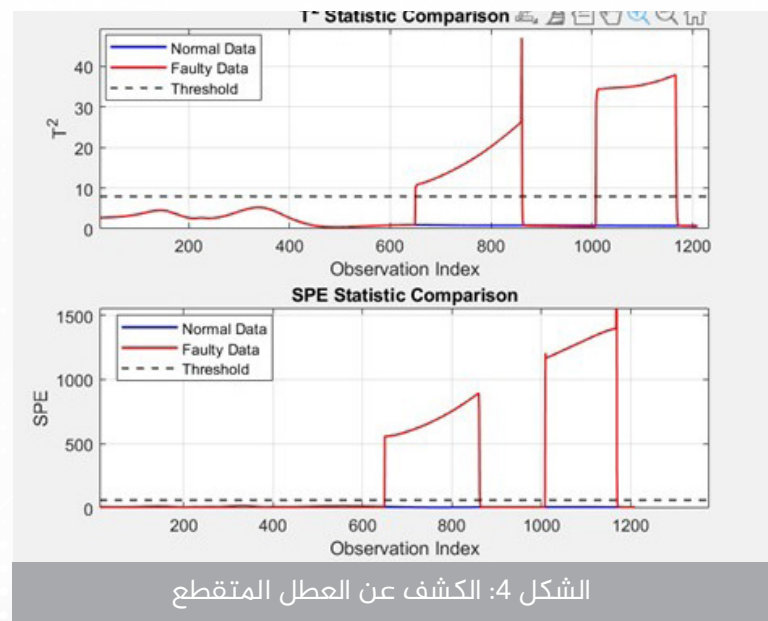 T² Statistic Comparison
Normal Data
Faulty Data
Threshold
T²
40
30
20
10
0
200 400 600 800 1000 1200
Observation Index
SPE Statistic Comparison
Normal Data
Faulty Data
Threshold
SPE
1500
1000
500
0
200 400 600 800 1000 1200
Observation Index
الشكل 4: الكشف عن العطل المتقطع